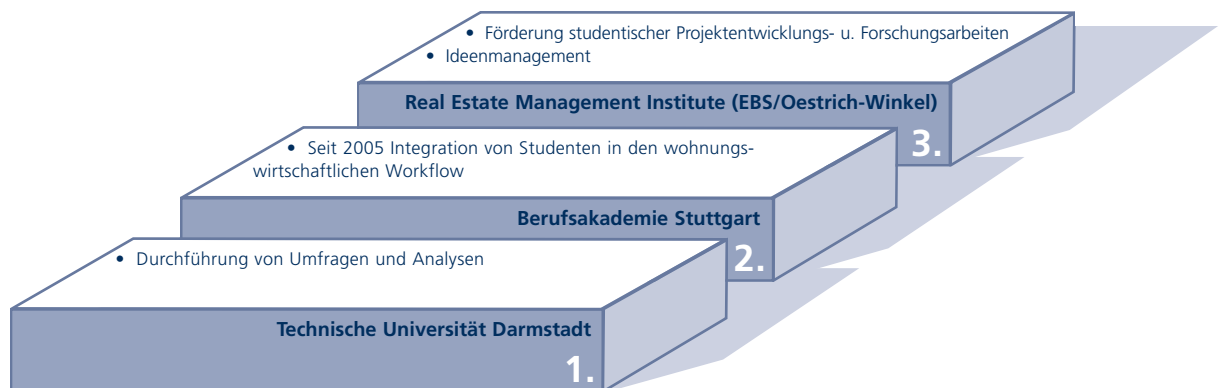 • Förderung studentischer Projektentwicklungs- u. Forschungsarbeiten
• Ideenmanagement
Real Estate Management Institute (EBS/Oestrich-Winkel)
3.
• Seit 2005 Integration von Studenten in den wohnungs-
wirtschaftlichen Workflow
Berufsakademie Stuttgart
2.
• Durchführung von Umfragen und Analysen
Technische Universität Darmstadt
1.